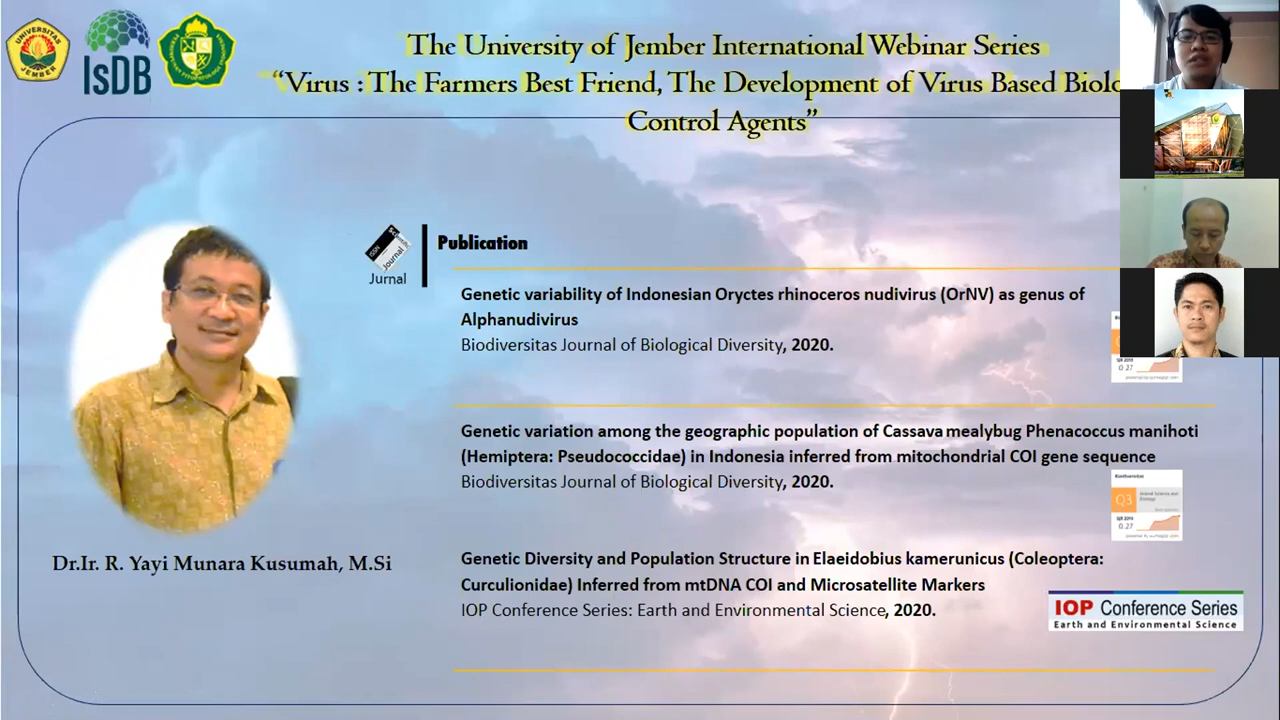 UNIVERSITAS
JEMBER
IsDB
The University of Jember International Webinar Series
“Virus : The Farmers Best Friend, The Development of Virus Based
Control Agents”
Jurnal
Publication
Genetic variability of Indonesian Oryctes rhinoceros nudivirus (OrNV) as genus of
Alphanudivirus
Biodiversitas Journal of Biological Diversity, 2020.
Genetic variation among the geographic population of Cassava mealybug Phenacoccus manihoti
(Hemiptera: Pseudococcidae) in Indonesia inferred from mitochondrial COI gene sequence
Biodiversitas Journal of Biological Diversity, 2020.
Biodiversitas
Q3
0.27
Genetic Diversity and Population Structure in Elaeidobius kamerunicus (Coleoptera:
Curculionidae) Inferred from mtDNA COI and Microsatellite Markers
IOP Conference Series: Earth and Environmental Science, 2020.
IOP Conference Series
Earth and Environmental Science
Dr.Ir. R. Yayi Munara Kusumah, M.Si